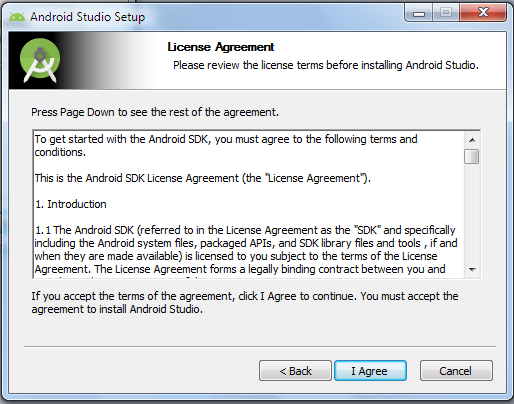 Android Studio Setup
License Agreement
Please review the license terms before installing Android Studio.
Press Page Down to see the rest of the agreement.
To get started with the Android SDK, you must agree to the following terms and
conditions.
This is the Android SDK License Agreement (the "License Agreement").
1. Introduction
1.1 The Android SDK (referred to in the License Agreement as the "SDK" and specifically
including the Android system files, packaged APIs, and SDK library files and tools , if and
when they are made available) is licensed to you subject to the terms of the License
Agreement. The License Agreement forms a legally binding contract between you and
If you accept the terms of the agreement, click I Agree to continue. You must accept the
agreement to install Android Studio.
< Back
I Agree
Cancel